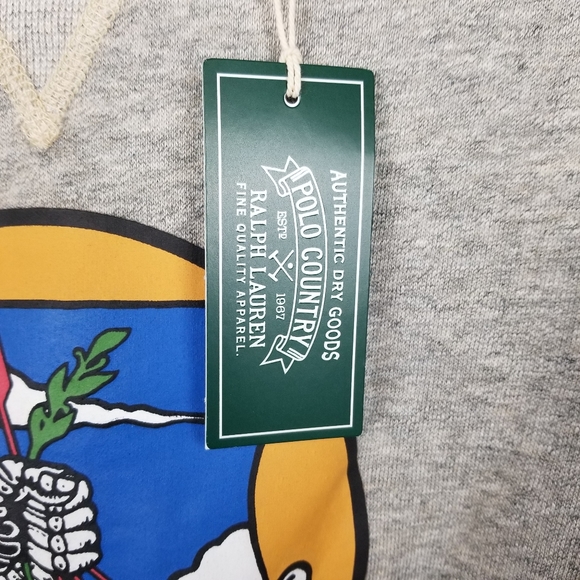 AUTHENTIC DRY GOODS
POLO COUNTRY
ESTD 1967
RALPH LAUREN
FINE QUALITY APPAREL.